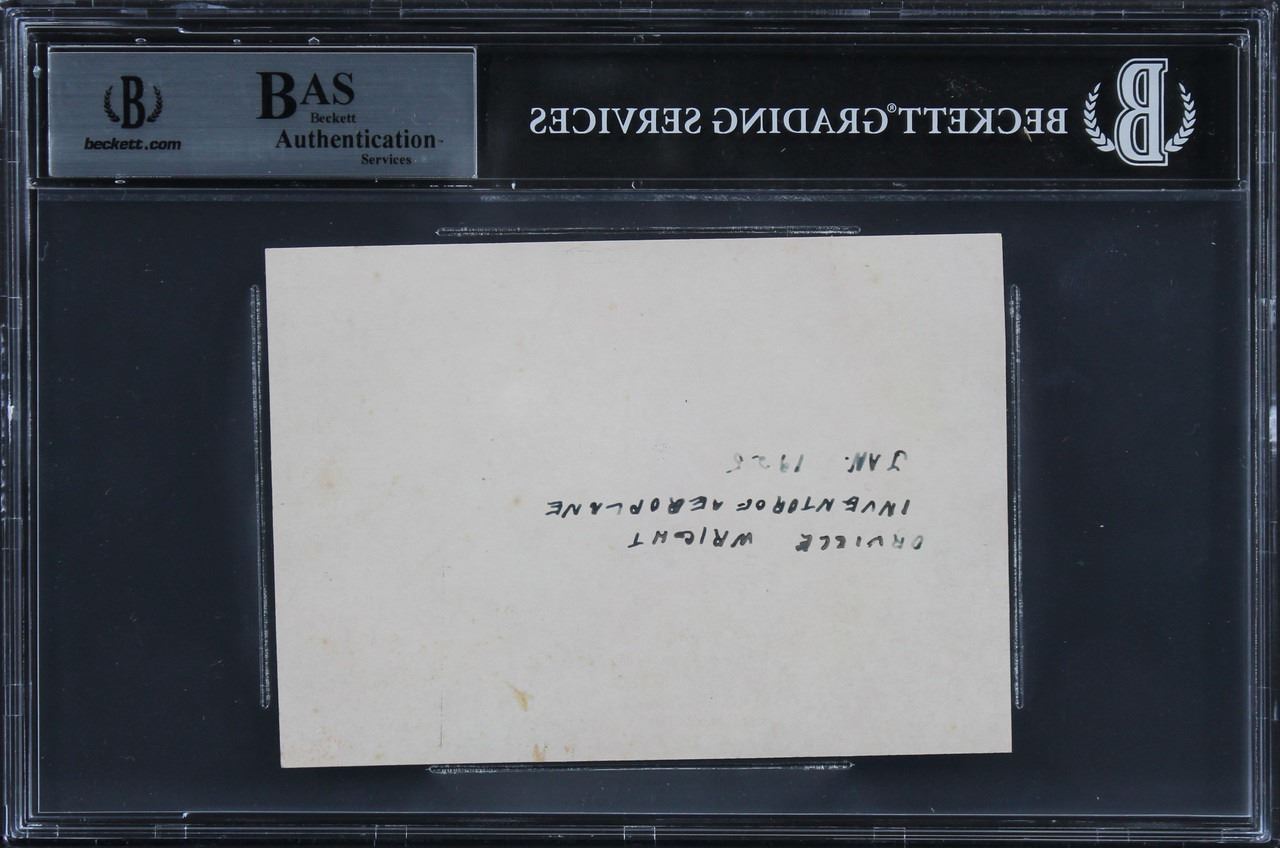 B
beckett.com
BAS
Beckett
Authentication
Services
BECKETT® GRADING SERVICES
B
ORVILLE WRIGHT
INVENTOR OF AEROPLANE
JAN.